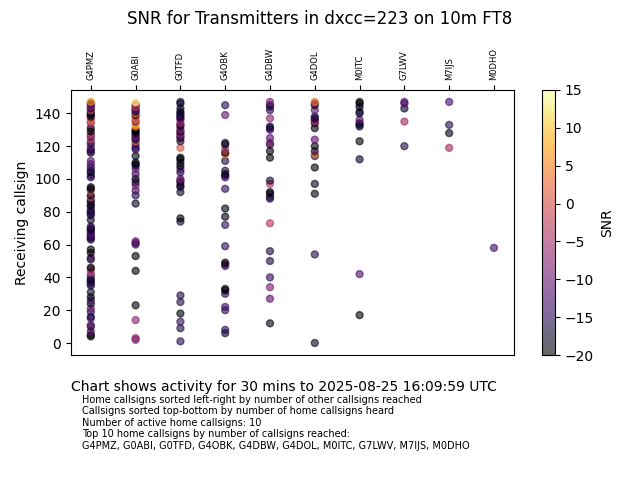 SNR for Transmitters in dxcc=223 on 10m FT8
G4PMZ G0ABI G0TFD G4OBK G4DBW G4DOL M0ITC G7LWV M7IJS M0DHO
Receiving callsign
140
120
100
80
60
40
20
0
15
10
5
0
−5
−10
−15
−20
SNR
Chart shows activity for 30 mins to 2025-08-25 16:09:59 UTC
Home callsigns sorted left-right by number of other callsigns reached
Callsigns sorted top-bottom by number of home callsigns heard
Number of active home callsigns: 10
Top 10 home callsigns by number of callsigns reached:
G4PMZ, G0ABI, G0TFD, G4OBK, G4DBW, G4DOL, M0ITC, G7LWV, M7IJS, M0DHO